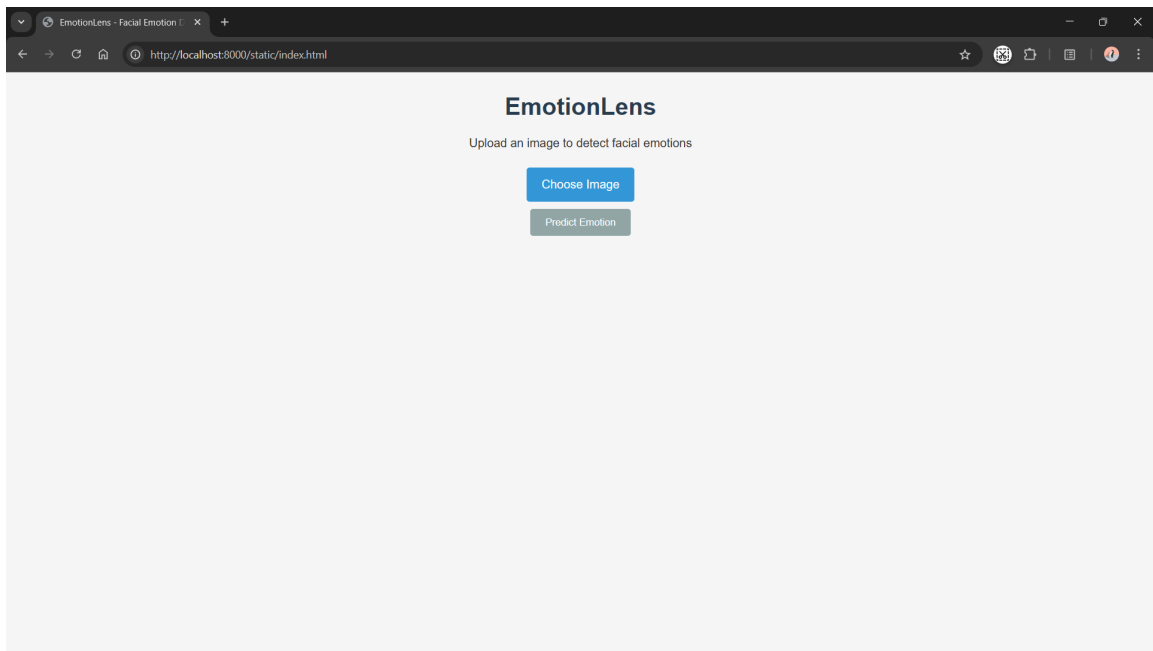 EmotionLens - Facial Emotion D
http://localhost:8000/static/index.html
EmotionLens
Upload an image to detect facial emotions
Choose Image
Predict Emotion